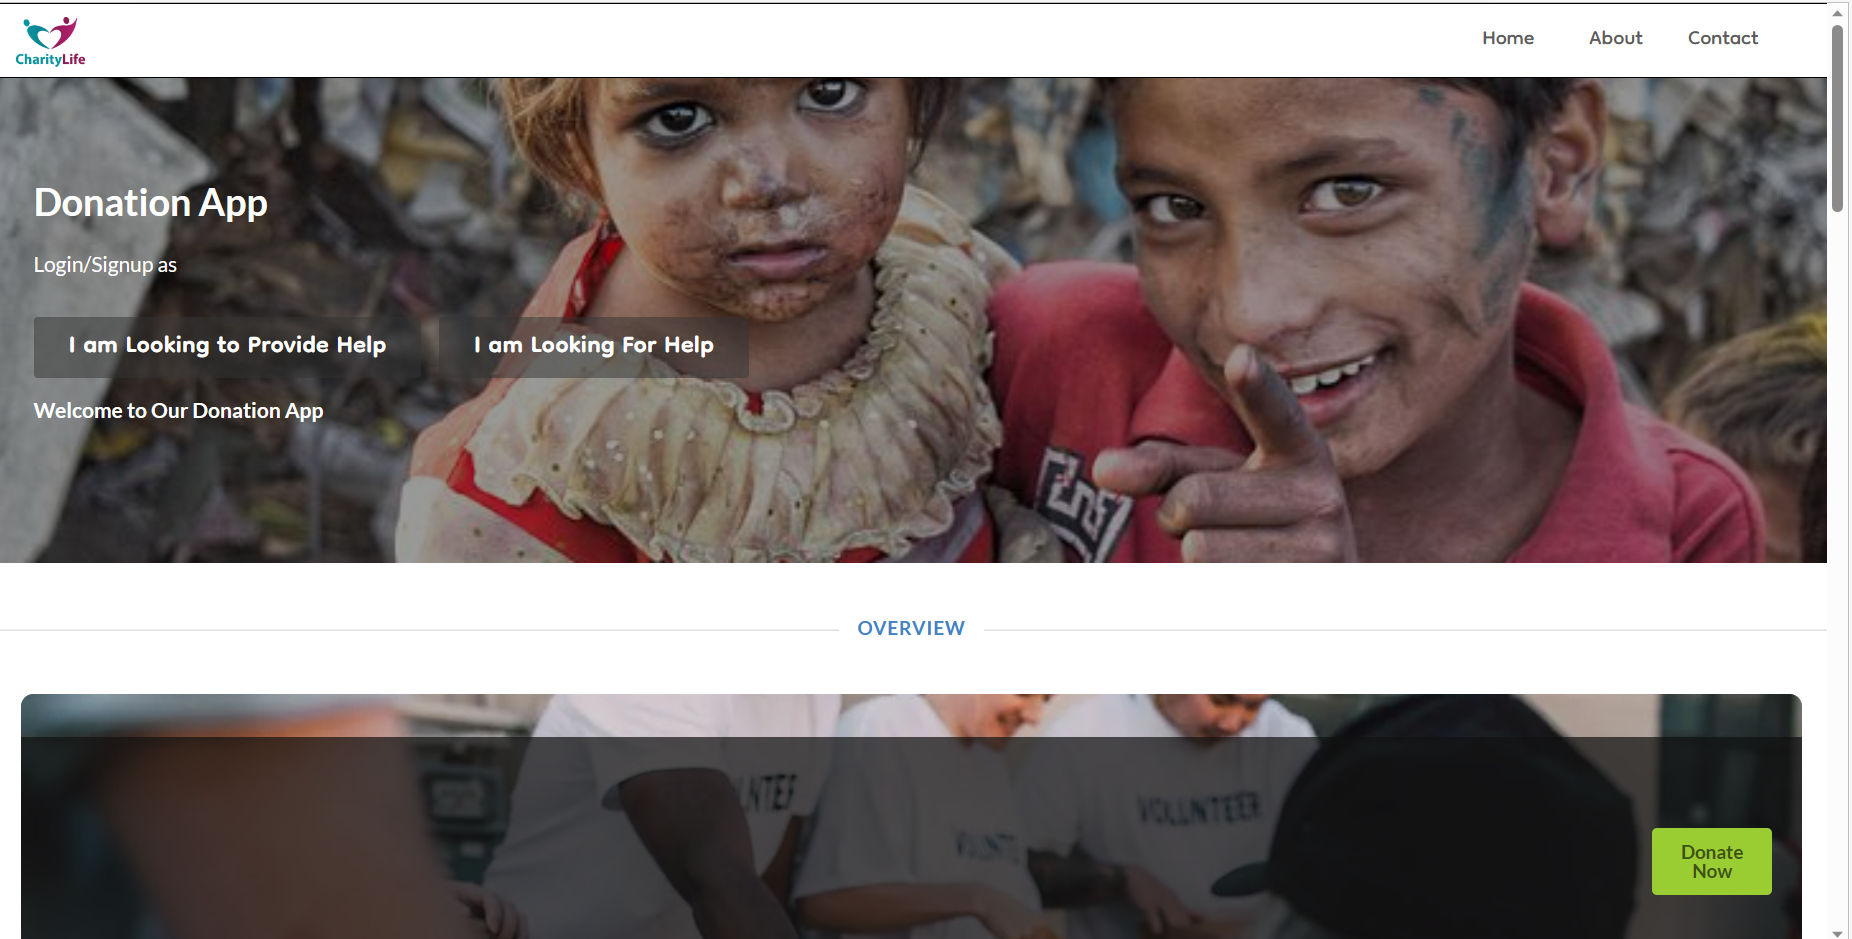 CharityLife
Home About Contact
Donation App
Login/Signup as
I am Looking to Provide Help I am Looking For Help
Welcome to Our Donation App
OVERVIEW
VOLUNTEER
Donate
Now